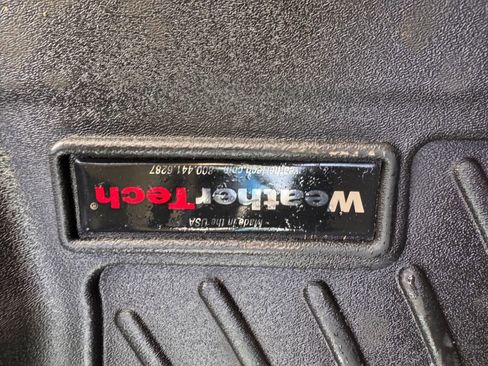 Made in the USA
WeatherTech®
weathertech.com 800.441.6287